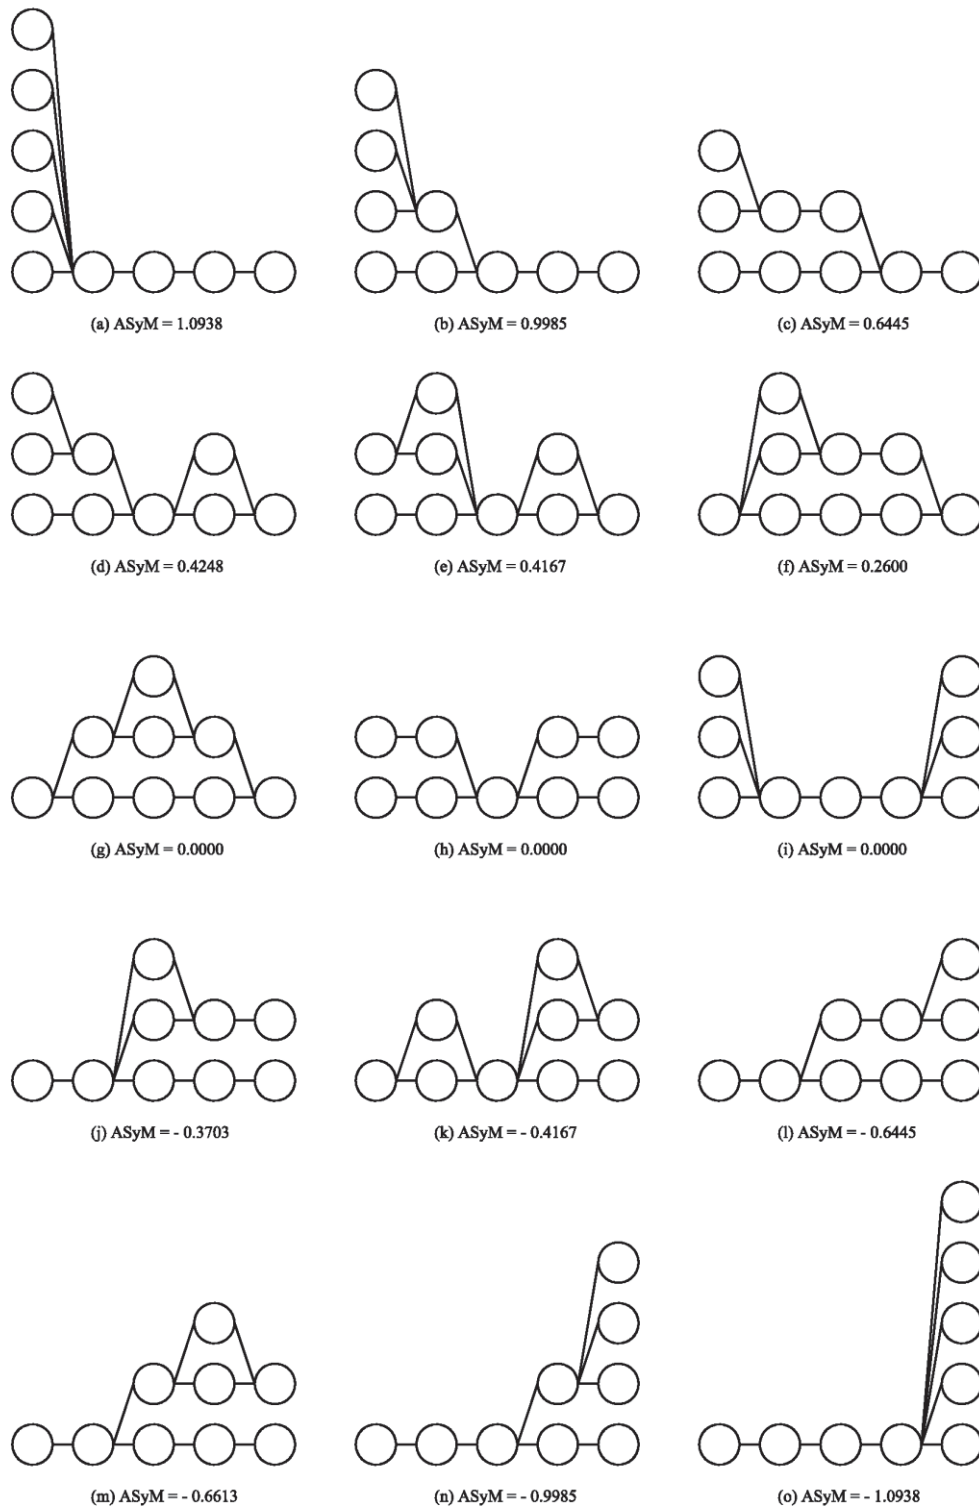 (a) ASyM = 1.0938
(b) ASyM = 0.9985
(c) ASyM = 0.6445
(d) ASyM = 0.4248
(e) ASyM = 0.4167
(f) ASyM = 0.2600
(g) ASyM = 0.0000
(h) ASyM = 0.0000
(i) ASyM = 0.0000
(j) ASyM = - 0.3703
(k) ASyM = - 0.4167
(l) ASyM = - 0.6445
(m) ASyM = - 0.6613
(n) ASyM = - 0.9985
(o) ASyM = - 1.0938